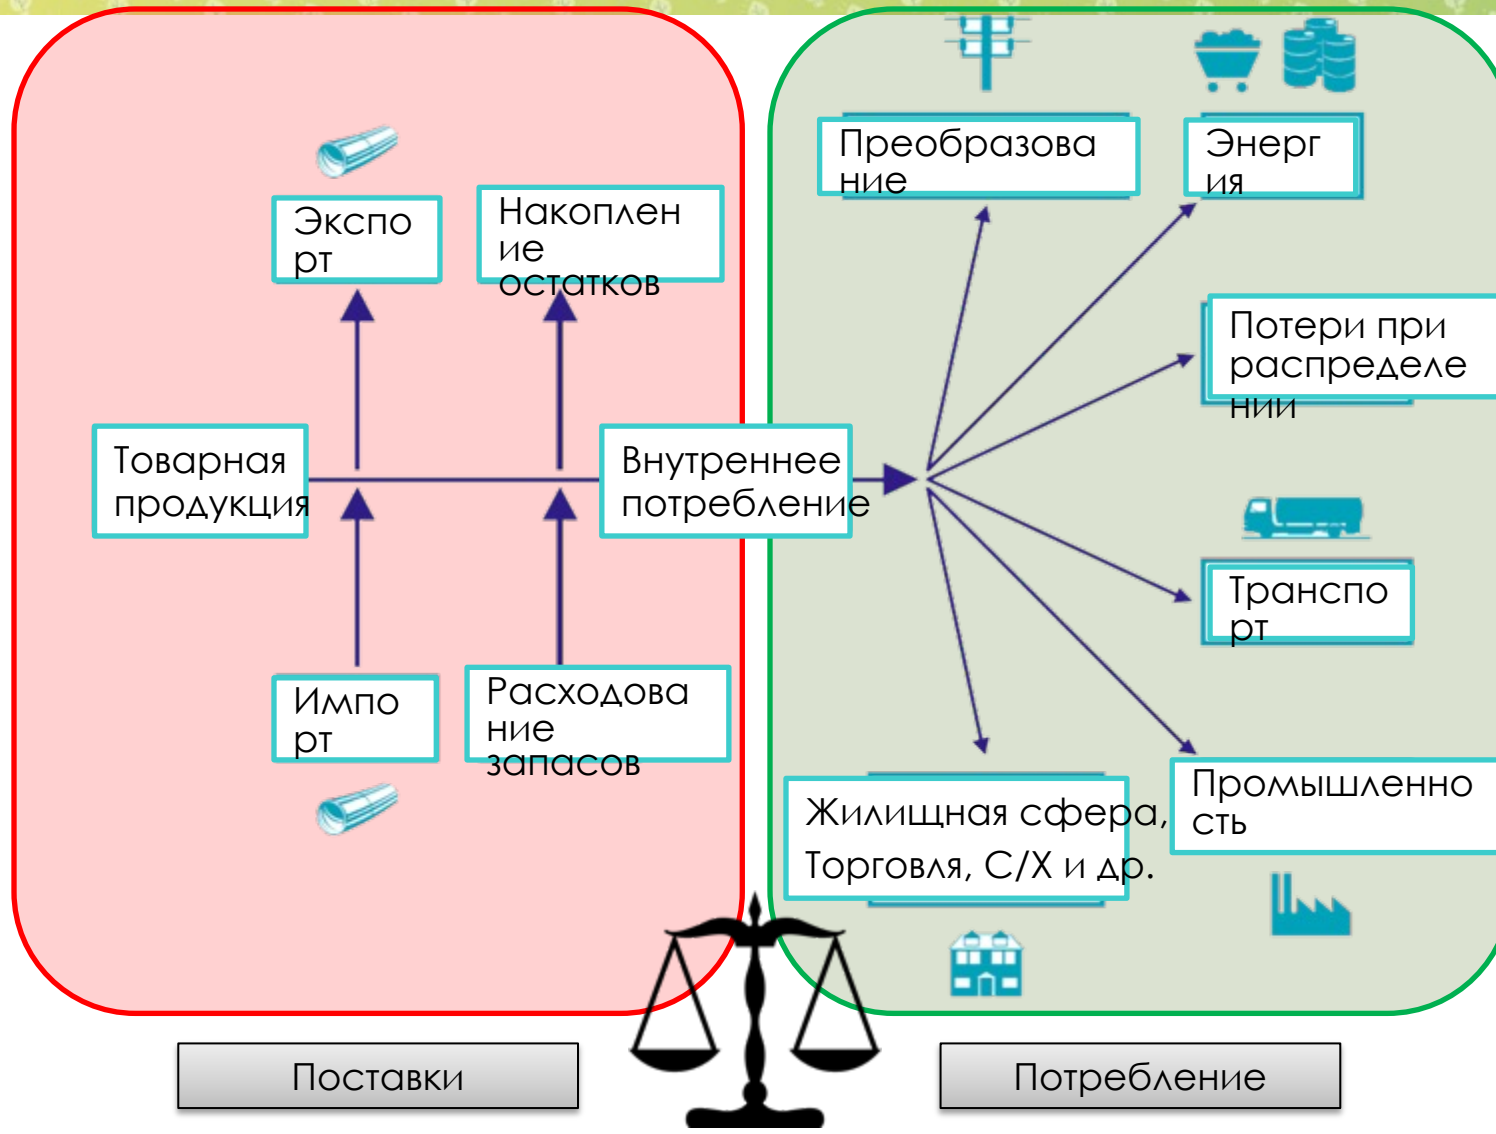 Преобразова
ние
Энерг
ия
Экспо
рт
Накоплен
ие
остатков
Потери при
распределе
нии
Товарная
продукция
Внутреннее
потребление
Транспо
рт
Импо
рт
Расходова
ние
запасов
Жилищная сфера,
Торговля, С/Х и др.
Промышленно
сть
Поставки
Потребление